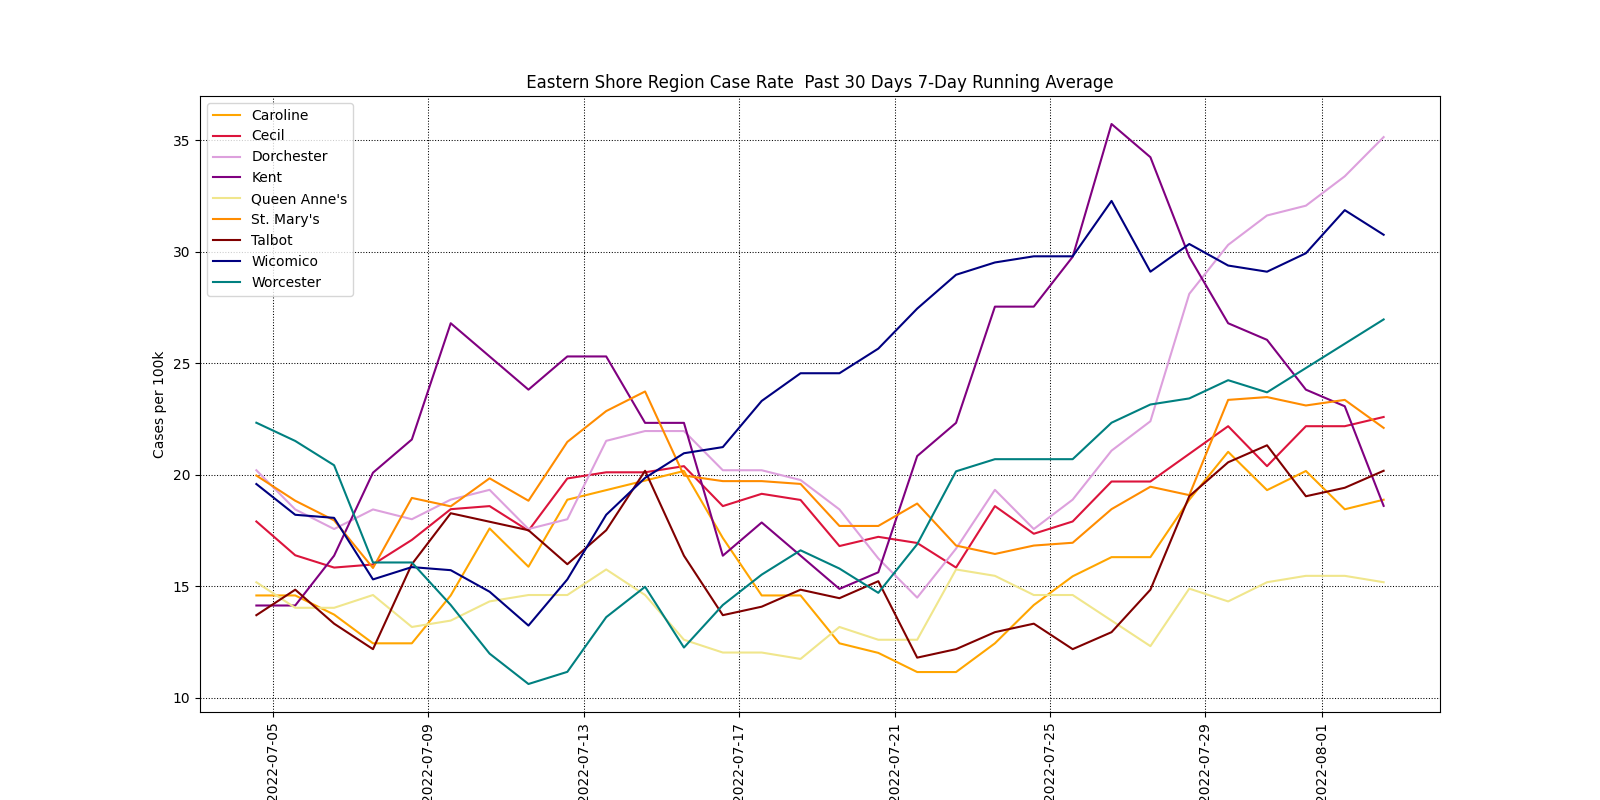 Eastern Shore Region Case Rate  Past 30 Days 7-Day Running Average
Caroline
Cecil
Dorchester
Kent
Queen Anne's
St. Mary's
Talbot
Wicomico
Worcester
Cases per 100k
35
30
25
20
15
10
2022-07-05
2022-07-09
2022-07-13
2022-07-17
2022-07-21
2022-07-25
2022-07-29
2022-08-01